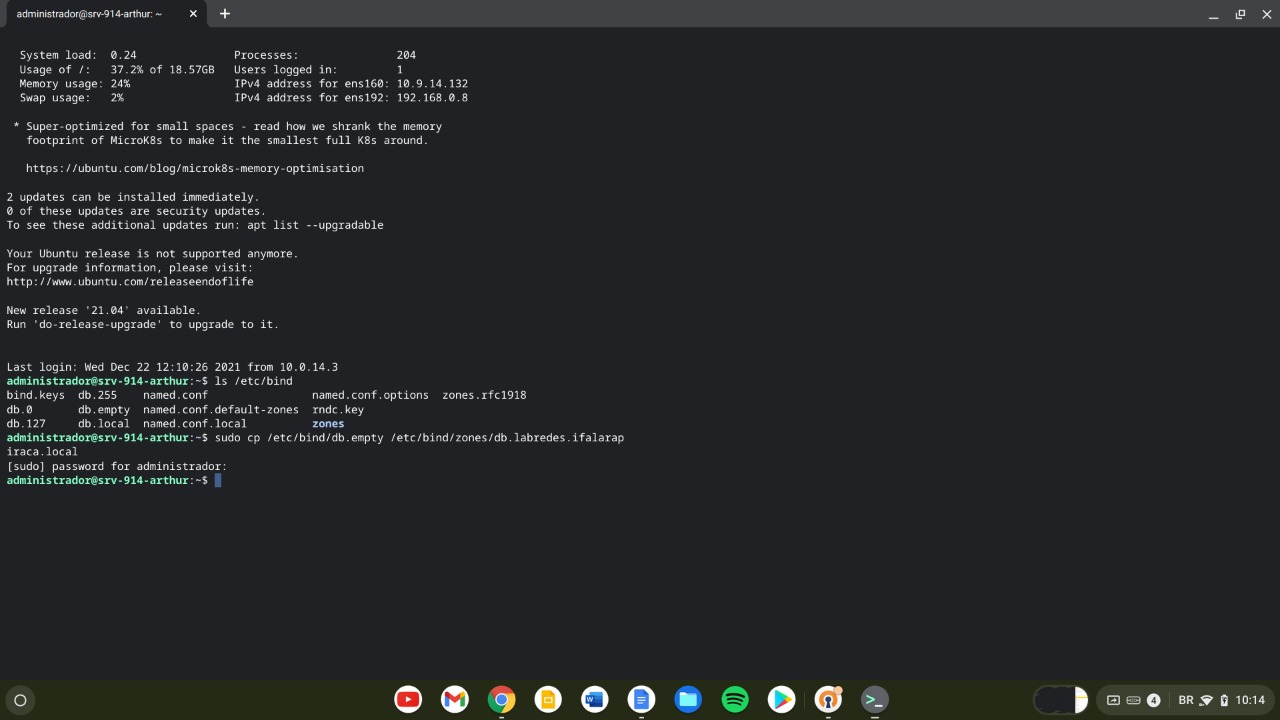 administrador@srv-914-arthur: ~
System load: 0.24 Processes: 204
Usage of /: 37.2% of 18.57GB Users logged in: 1
Memory usage: 24% IPv4 address for ens160: 10.9.14.132
Swap usage: 2% IPv4 address for ens192: 192.168.0.8
* Super-optimized for small spaces - read how we shrank the memory
footprint of MicroK8s to make it the smallest full K8s around.
https://ubuntu.com/blog/microk8s-memory-optimisation
2 updates can be installed immediately.
0 of these updates are security updates.
To see these additional updates run: apt list --upgradable
Your Ubuntu release is not supported anymore.
For upgrade information, please visit:
http://www.ubuntu.com/releaseendoflife
New release '21.04' available.
Run 'do-release-upgrade' to upgrade to it.
Last login: Wed Dec 22 12:10:26 2021 from 10.0.14.3
administrador@srv-914-arthur:~$ ls /etc/bind
bind.keys db.255 named.conf named.conf.options zones.rfc1918
db.0 db.empty named.conf.default-zones rndc.key
db.127 db.local named.conf.local zones
administrador@srv-914-arthur:~$ sudo cp /etc/bind/db.empty /etc/bind/zones/db.labredes.ifalarap
iraca.local
[sudo] password for administrador:
administrador@srv-914-arthur:~$
4 BR 10:14